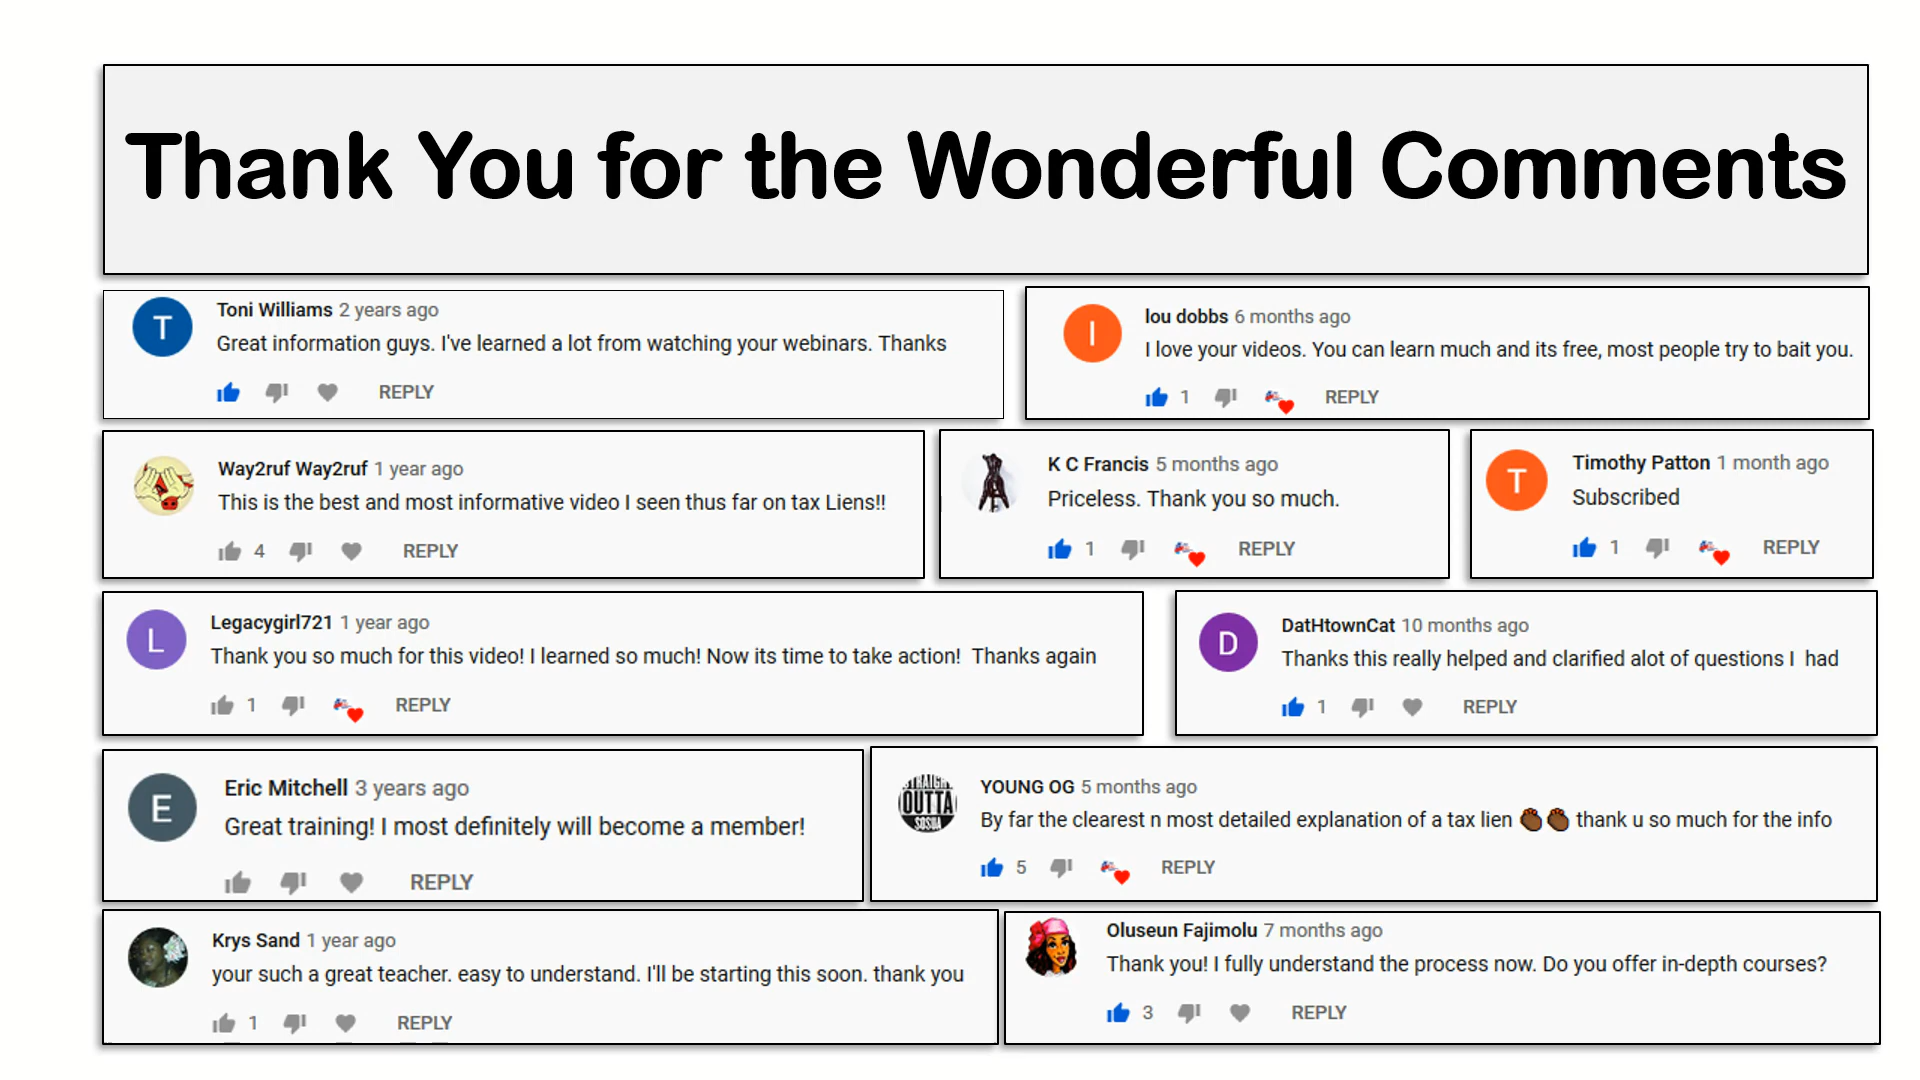 Thank You for the Wonderful Comments
T
Toni Williams 2 years ago
Great information guys. I've learned a lot from watching your webinars. Thanks
REPLY
l
lou dobbs 6 months ago
I love your videos. You can learn much and its free, most people try to bait you.
1 REPLY
Way2ruf Way2ruf 1 year ago
This is the best and most informative video I seen thus far on tax Liens!!
4 REPLY
K C Francis 5 months ago
Priceless. Thank you so much.
1 REPLY
T
Timothy Patton 1 month ago
Subscribed
1 REPLY
L
Legacygirl721 1 year ago
Thank you so much for this video! I learned so much! Now its time to take action!  Thanks again
1 REPLY
D
DatHtownCat 10 months ago
Thanks this really helped and clarified alot of questions I  had
1 REPLY
E
Eric Mitchell 3 years ago
Great training! I most definitely will become a member!
REPLY
STRAIGHT
OUTTA
SOSUA
YOUNG OG 5 months ago
By far the clearest n most detailed explanation of a tax lien thank u so much for the info
5 REPLY
Krys Sand 1 year ago
your such a great teacher. easy to understand. I'll be starting this soon. thank you
1 REPLY
Oluseun Fajimolu 7 months ago
Thank you! I fully understand the process now. Do you offer in-depth courses?
3 REPLY